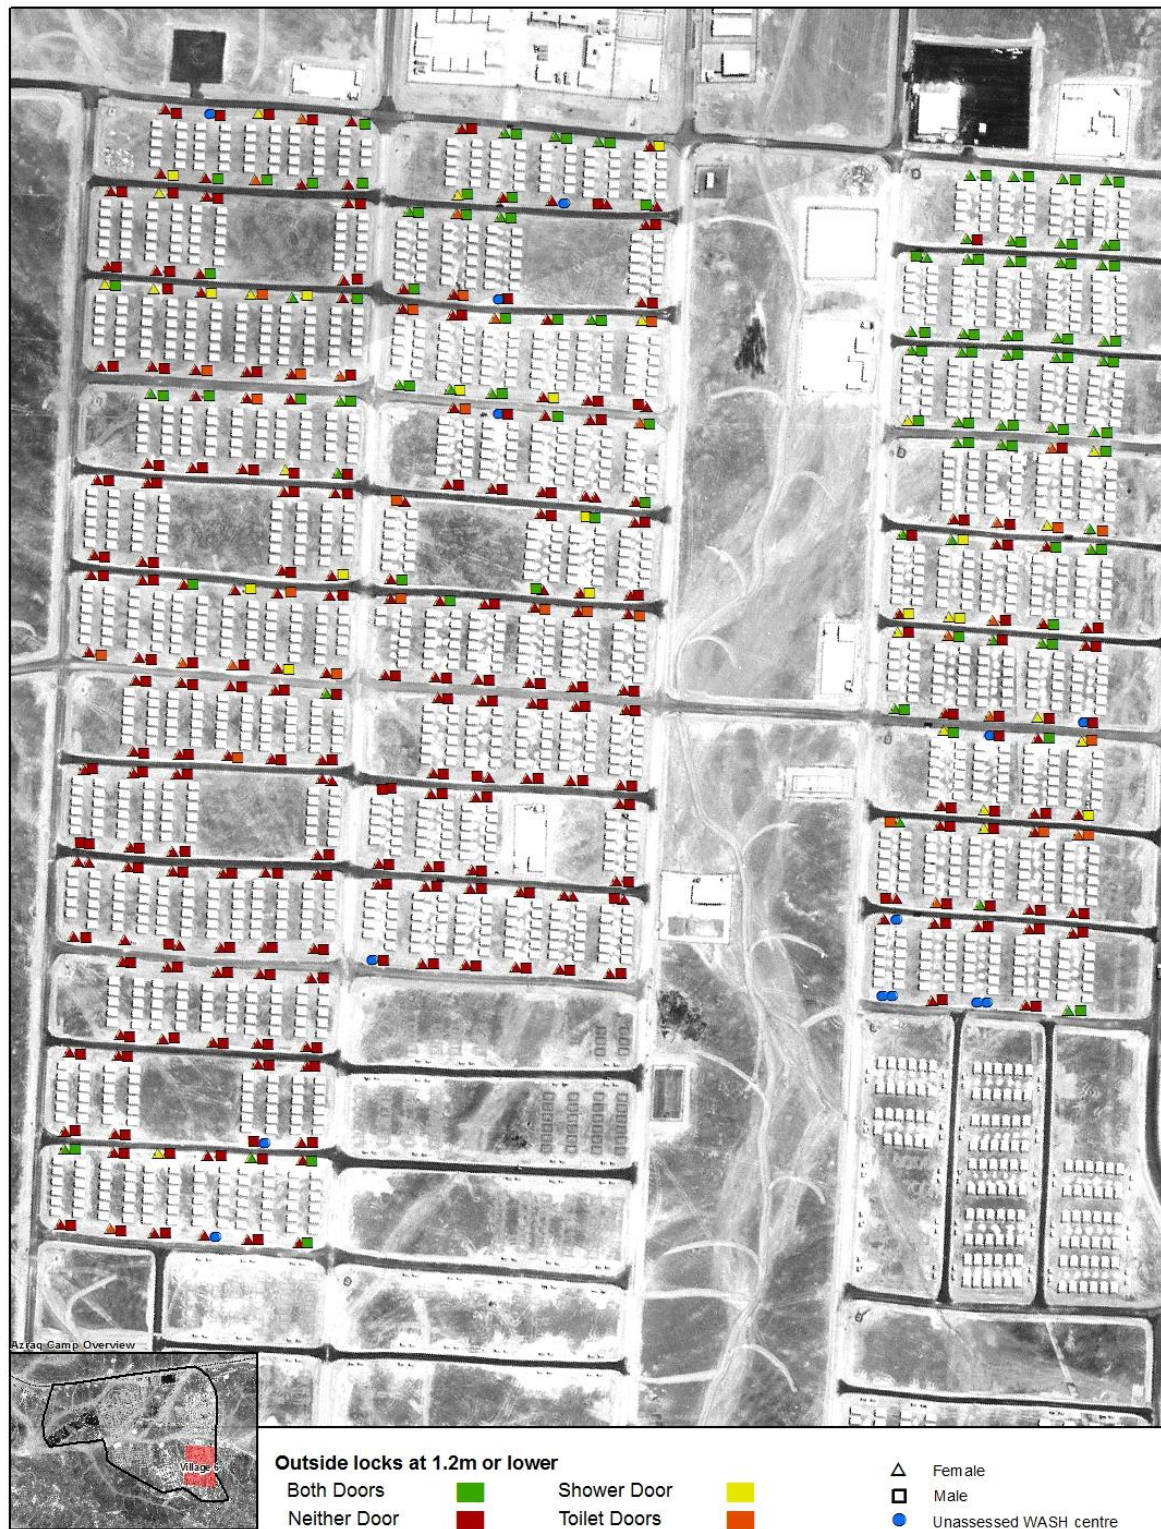 Azraq Camp Overview
Village 6
Outside locks at 1.2m or lower
Both Doors
Shower Door
Neither Door
Toilet Doors
Female
Male
Unassessed WASH centre